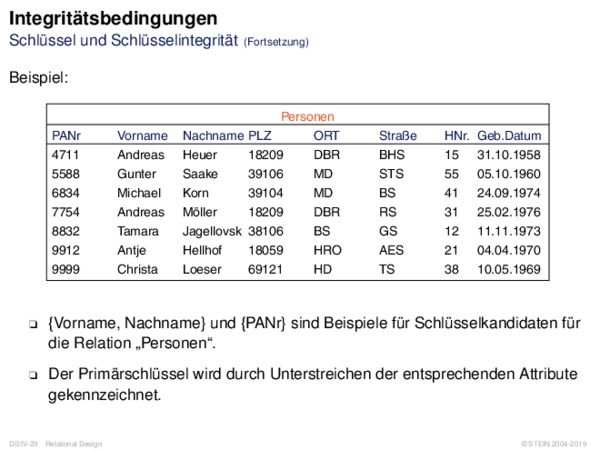 Integritätsbedingungen
Schlüssel und Schlüsselintegrität (Fortsetzung)
Beispiel:
Personen
PANr Vorname Nachname PLZ ORT Straße HNr. Geb.Datum
4711 Andreas Heuer 18209 DBR BHS 15 31.10.1958
5588 Gunter Saake 39106 MD STS 55 05.10.1960
6834 Michael Korn 39104 MD BS 41 24.09.1974
7754 Andreas Möller 18209 DBR RS 31 25.02.1976
8832 Tamara Jagellovsk 38106 BS GS 12 11.11.1973
9912 Antje Hellhof 18059 HRO AES 21 04.04.1970
9999 Christa Loeser 69121 HD TS 38 10.05.1969
❑ {Vorname, Nachname} und {PANr} sind Beispiele für Schlüsselkandidaten für
die Relation „Personen“.
❑ Der Primärschlüssel wird durch Unterstreichen der entsprechenden Attribute
gekennzeichnet.
DB:IV-29 Relational Design © STEIN 2004-2019